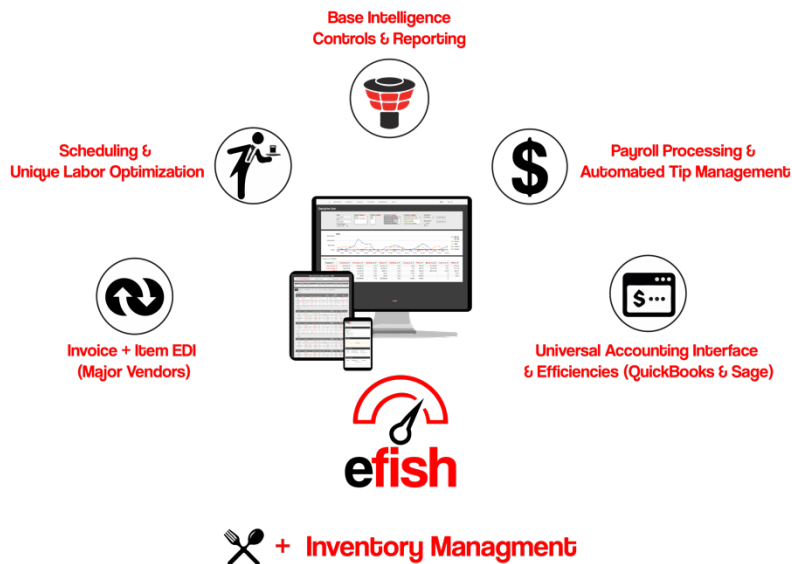 Base Intelligence
Controls & Reporting
Scheduling &
Unique Labor Optimization
$
Payroll Processing &
Automated Tip Management
Invoice + Item EDI
(Major Vendors)
$
Universal Accounting Interface
& Efficiencies (QuickBooks & Sage)
efish
+ Inventory Managment